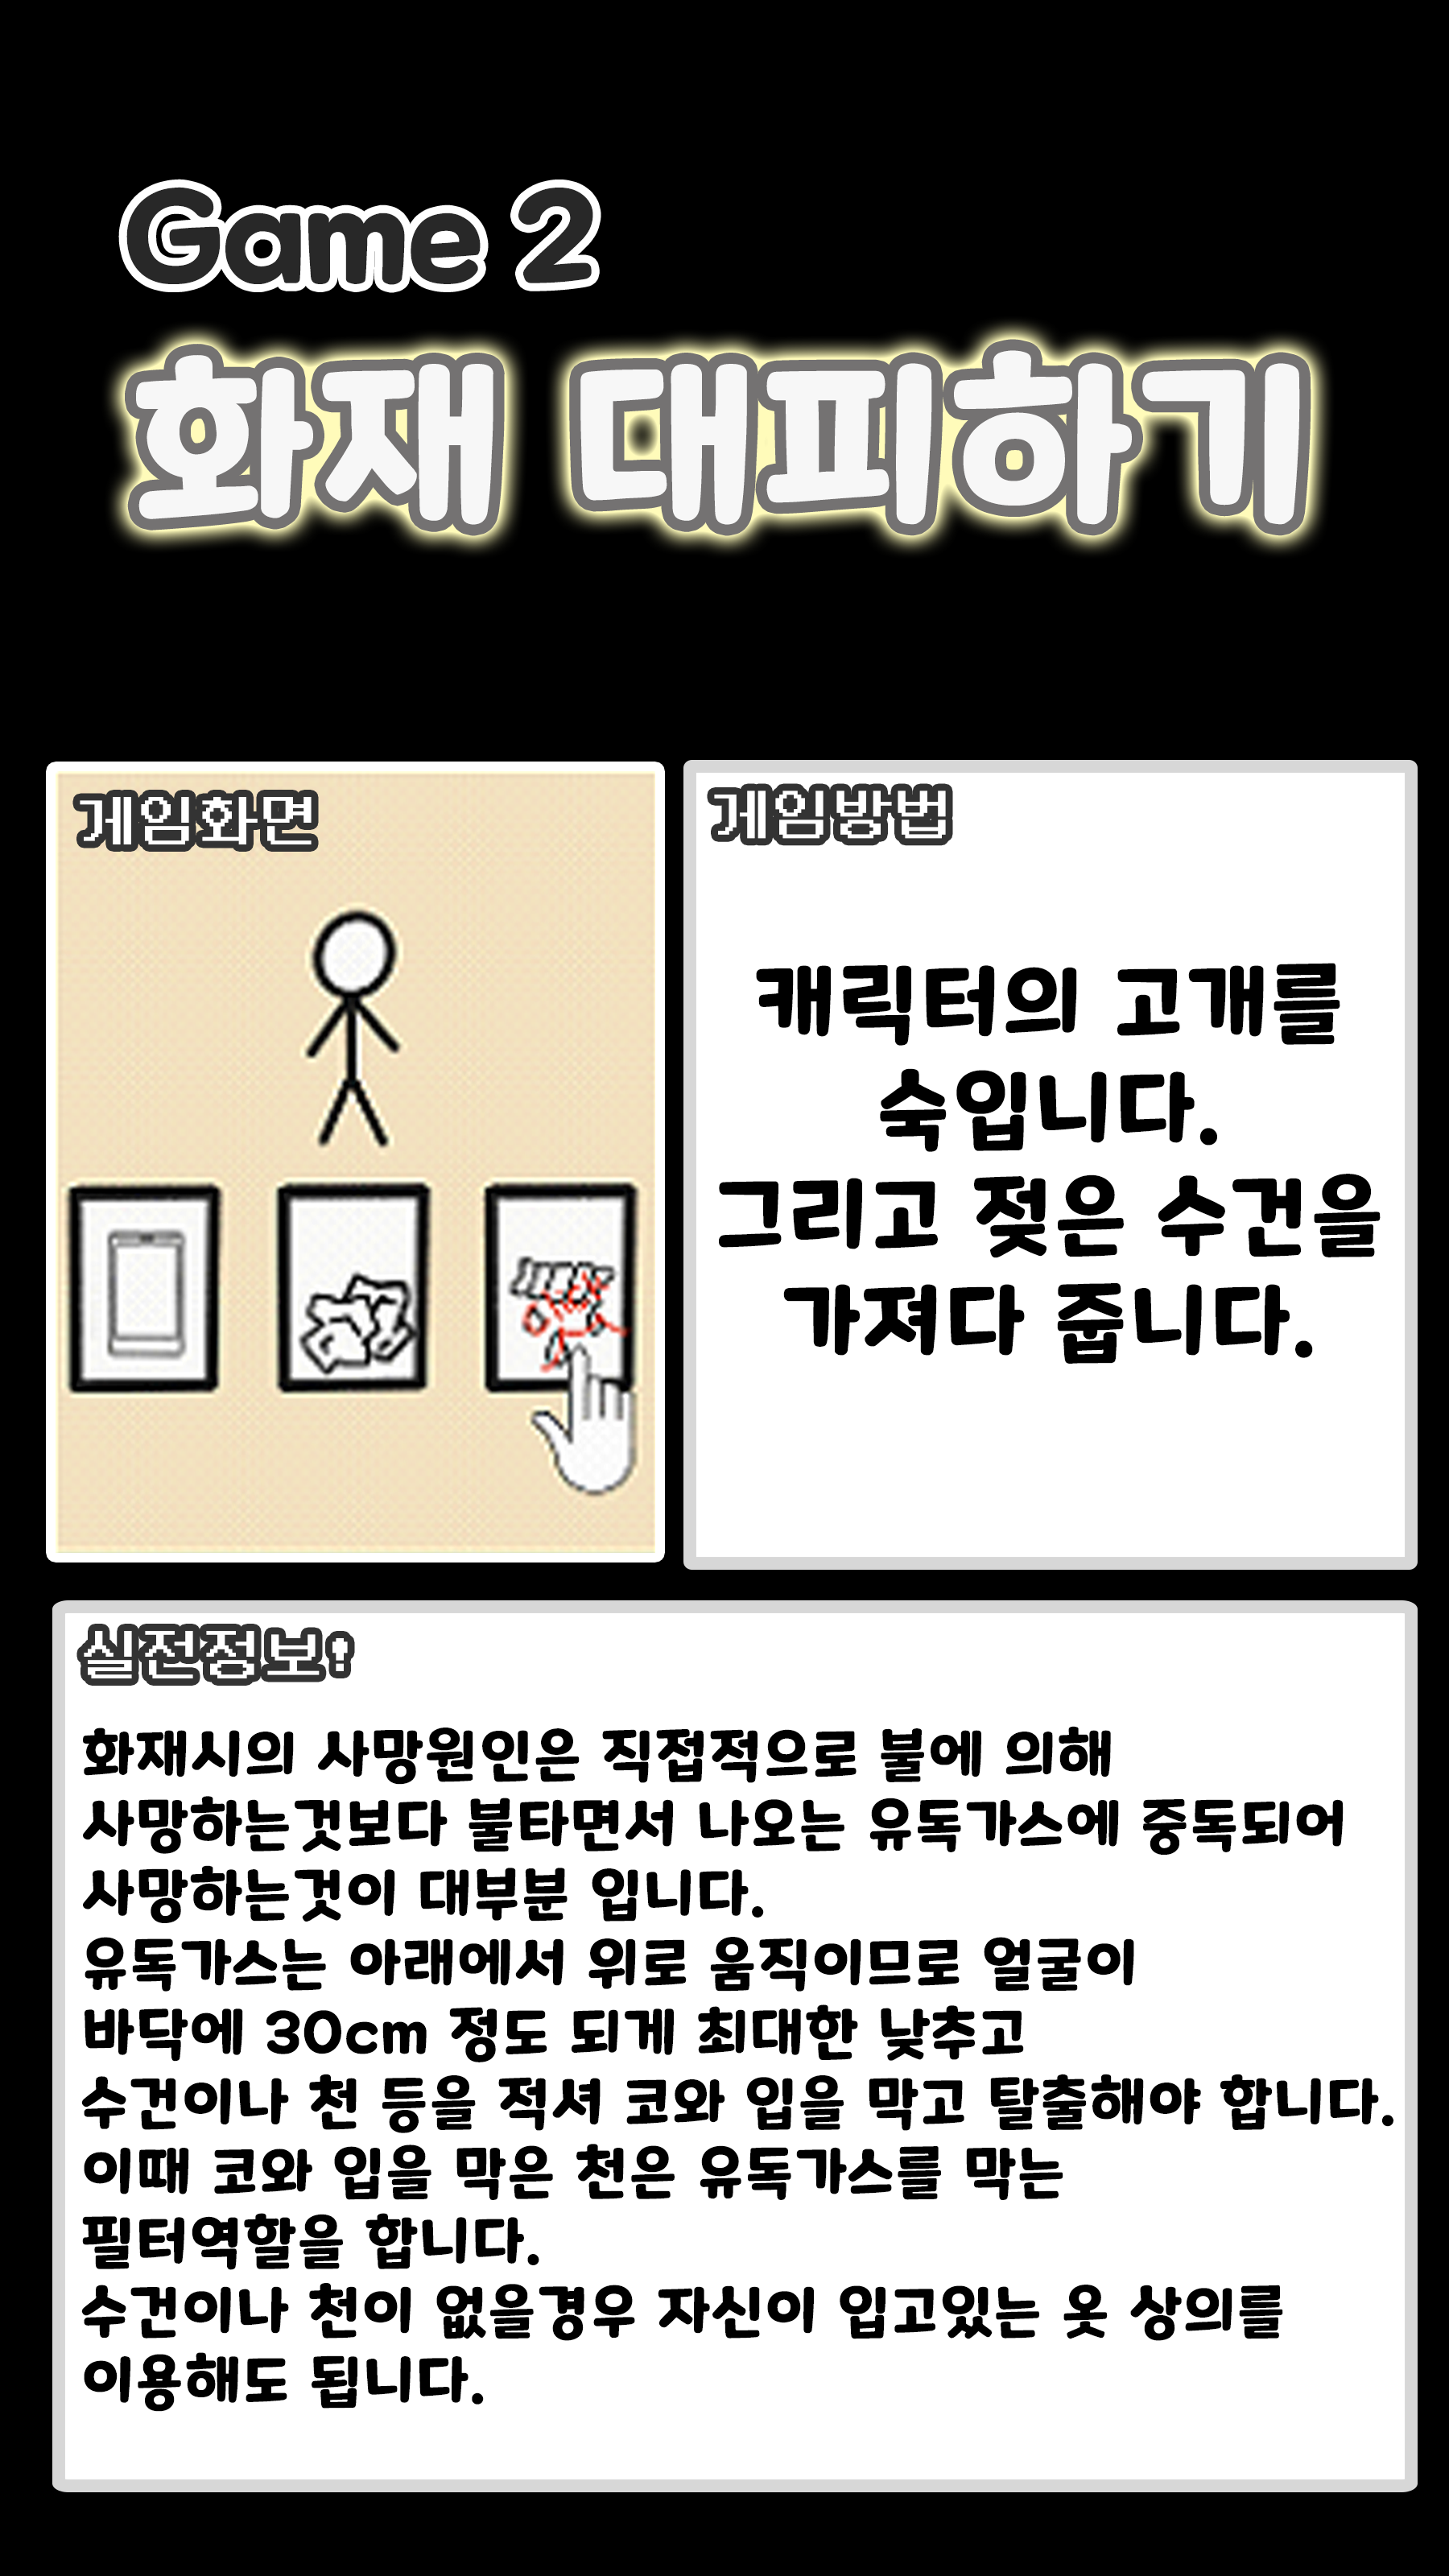 Game 2
화재 대피하기
게임화면
게임방법
캐릭터의 고개를
숙입니다.
그리고 젖은 수건을
가져다 줍니다.
Click
실전정보!
화재시의 사망원인은 직접적으로 불에 의해
사망하는것보다 불타면서 나오는 유독가스에 중독되어
사망하는것이 대부분 입니다.
유독가스는 아래에서 위로 움직이므로 얼굴이
바닥에 30cm 정도 되게 최대한 낮추고
수건이나 천 등을 적셔 코와 입을 막고 탈출해야 합니다.
이때 코와 입을 막은 천은 유독가스를 막는
필터역할을 합니다.
수건이나 천이 없을경우 자신이 입고있는 옷 상의를
이용해도 됩니다.